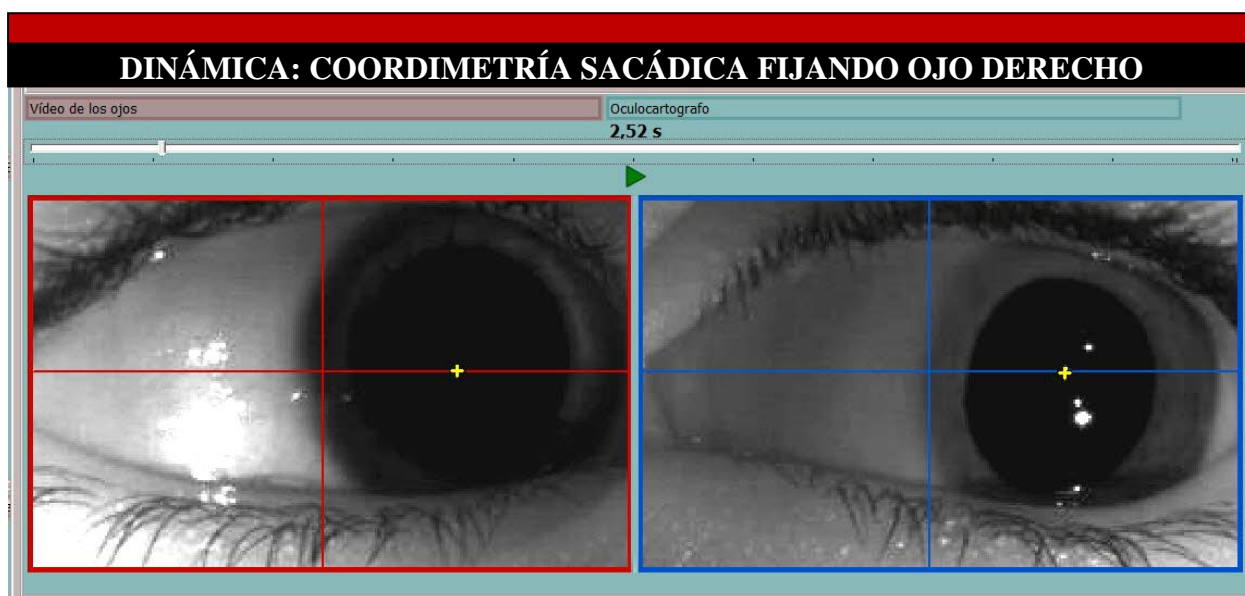 DINÁMICA: COORDIMETRÍA SACÁDICA FIJANDO OJO DERECHO
Vídeo de los ojos
Oculocartografo
2,52 s